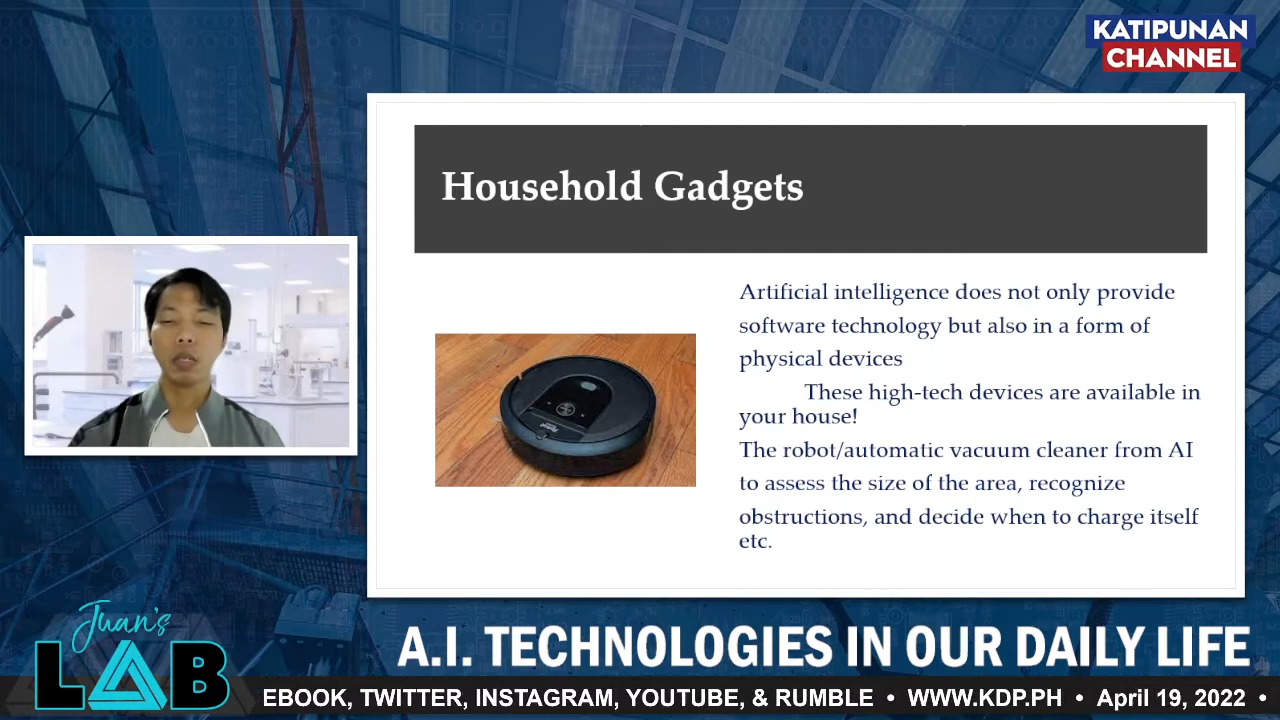 KATIPUNAN
CHANNEL
Household Gadgets
Artificial intelligence does not only provide
software technology but also in a form of
physical devices
These high-tech devices are available in
your house!
The robot/automatic vacuum cleaner from AI
to assess the size of the area, recognize
obstructions, and decide when to charge itself
etc.
Juan's
LAB
A.I. TECHNOLOGIES IN OUR DAILY LIFE
EBOOK, TWITTER, INSTAGRAM, YOUTUBE, & RUMBLE • WWW.KDP.PH • April 19, 2022 •